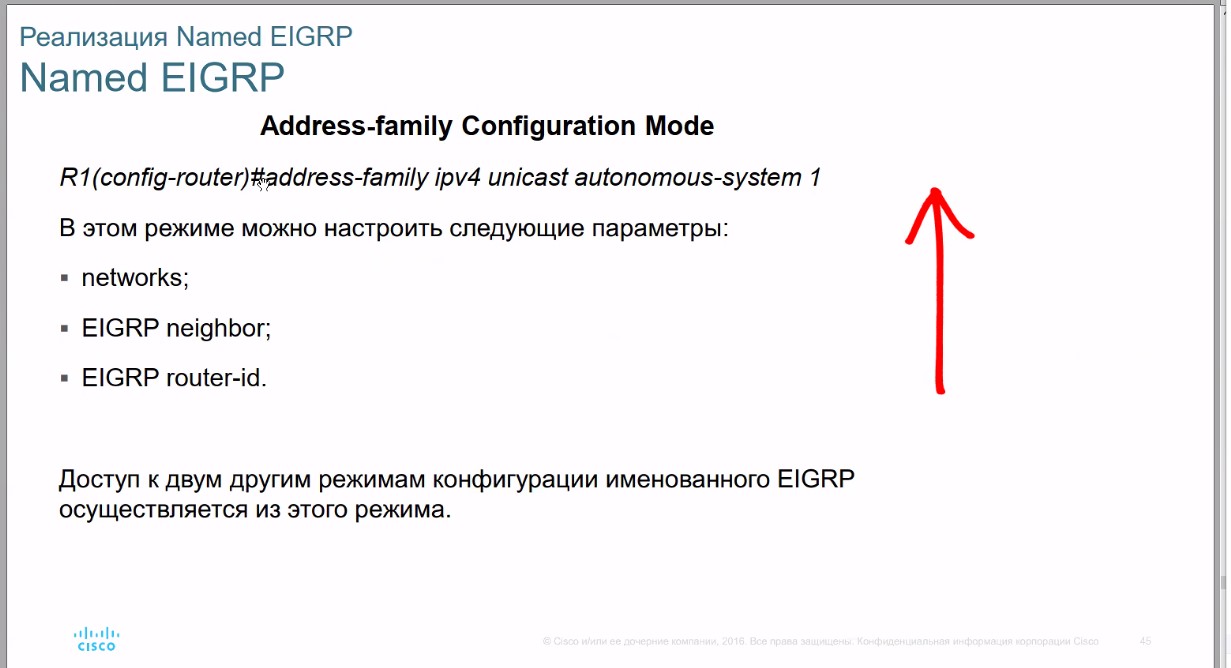 Реализация Named EIGRP
Named EIGRP
Address-family Configuration Mode
R1(config-router)#address-family ipv4 unicast autonomous-system 1
В этом режиме можно настроить следующие параметры:
▪ networks;
▪ EIGRP neighbor;
▪ EIGRP router-id.
Доступ к двум другим режимам конфигурации именованного EIGRP
осуществляется из этого режима.
CISCO
© Cisco и/или ее дочерние компании, 2016. Все права защищены. Конфиденциальная информация корпорации Cisco
45